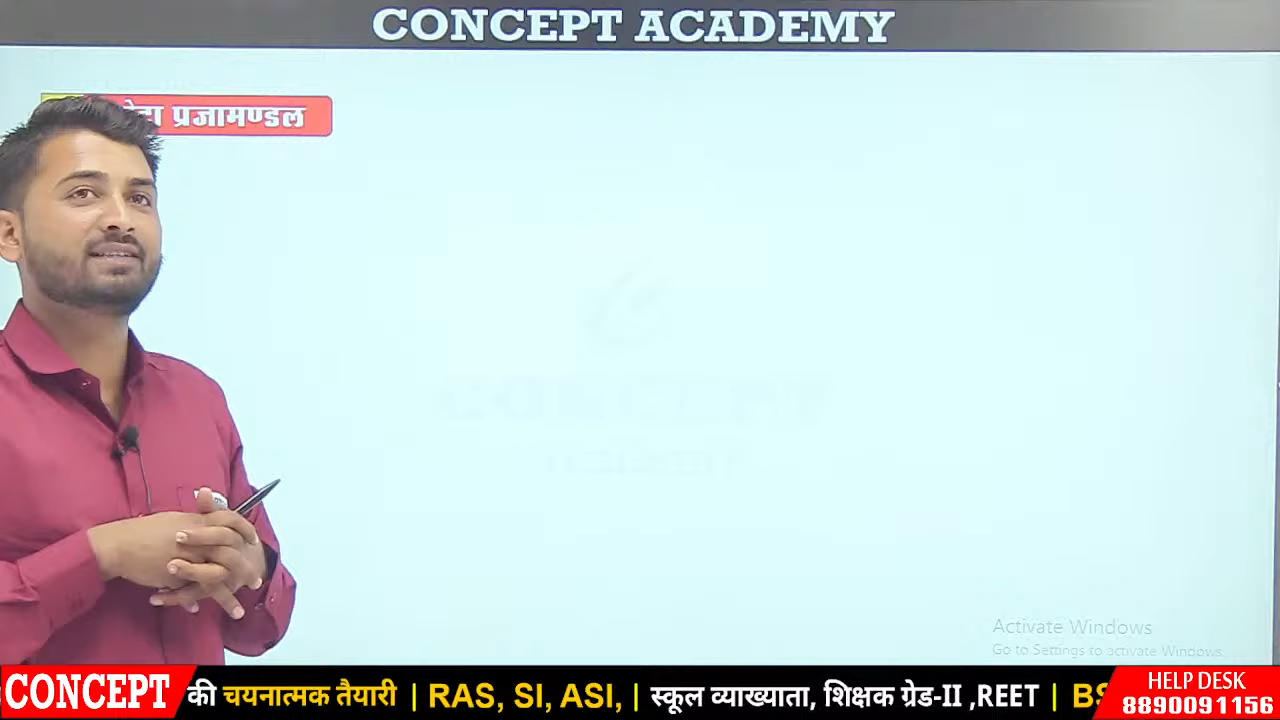 CONCEPT ACADEMY
प्रजामण्डल
CONCEPT
Activate Windows
Go to Settings to activate Windows.
CONCEPT की चयनात्मक तैयारी | RAS, SI, ASI, | स्कूल व्याख्याता, शिक्षक ग्रेड-II ,REET |
HELP DESK
8890091156